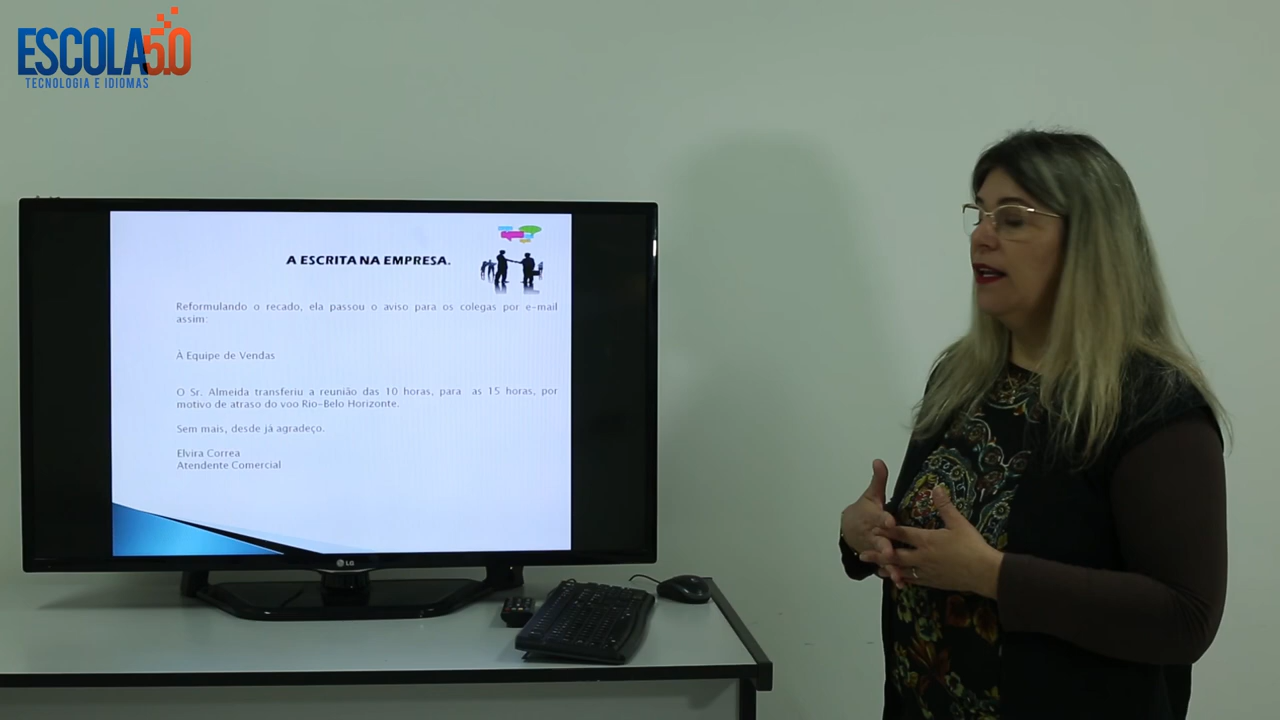 ESCOLA 5.0
TECNOLOGIA E IDIOMAS
A ESCRITA NA EMPRESA.
Reformulando o recado, ela passou o aviso para os colegas por e-mail
assim:
À Equipe de Vendas
O Sr. Almeida transferiu a reunião das 10 horas, para as 15 horas, por
motivo de atraso do voo Rio-Belo Horizonte.
Sem mais, desde já agradeço.
Elvira Correa
Atendente Comercial
LG